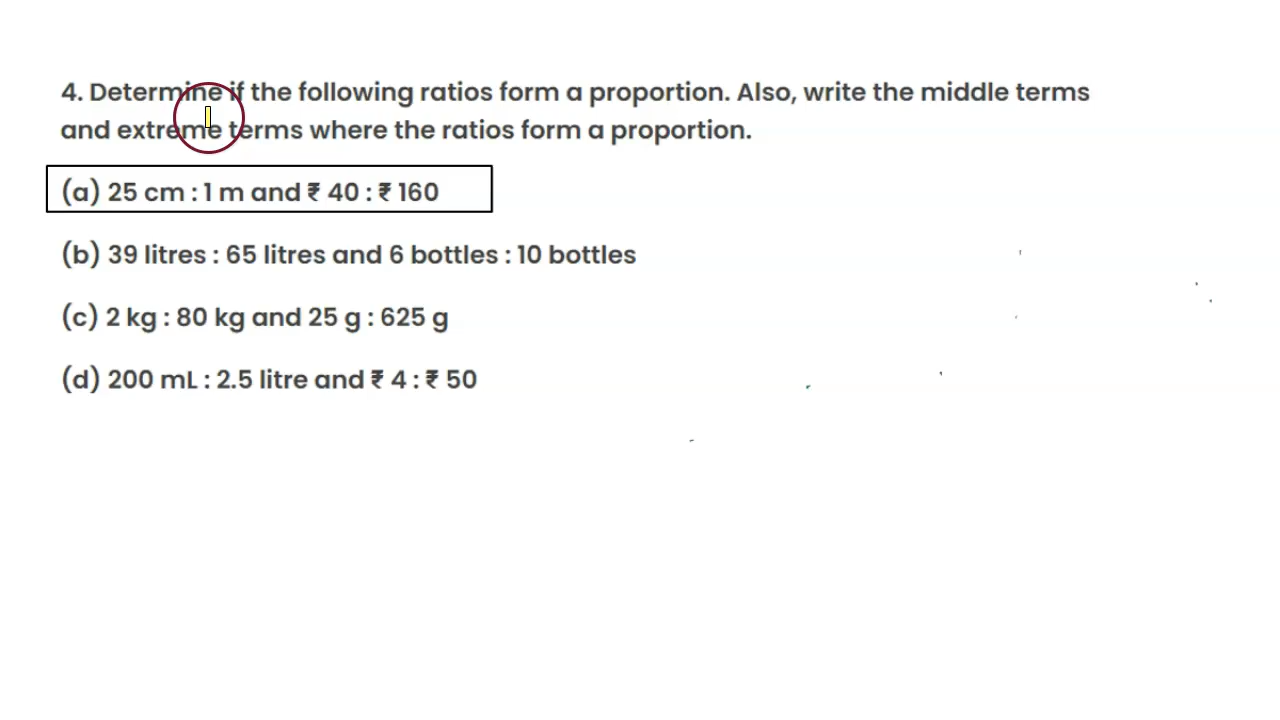 4. Determine if the following ratios form a proportion. Also, write the middle terms
and extreme terms where the ratios form a proportion.
(a) 25 cm : 1 m and ₹ 40 : ₹ 160
(b) 39 litres : 65 litres and 6 bottles : 10 bottles
(c) 2 kg : 80 kg and 25 g : 625 g
(d) 200 mL : 2.5 litre and ₹ 4 : ₹ 50